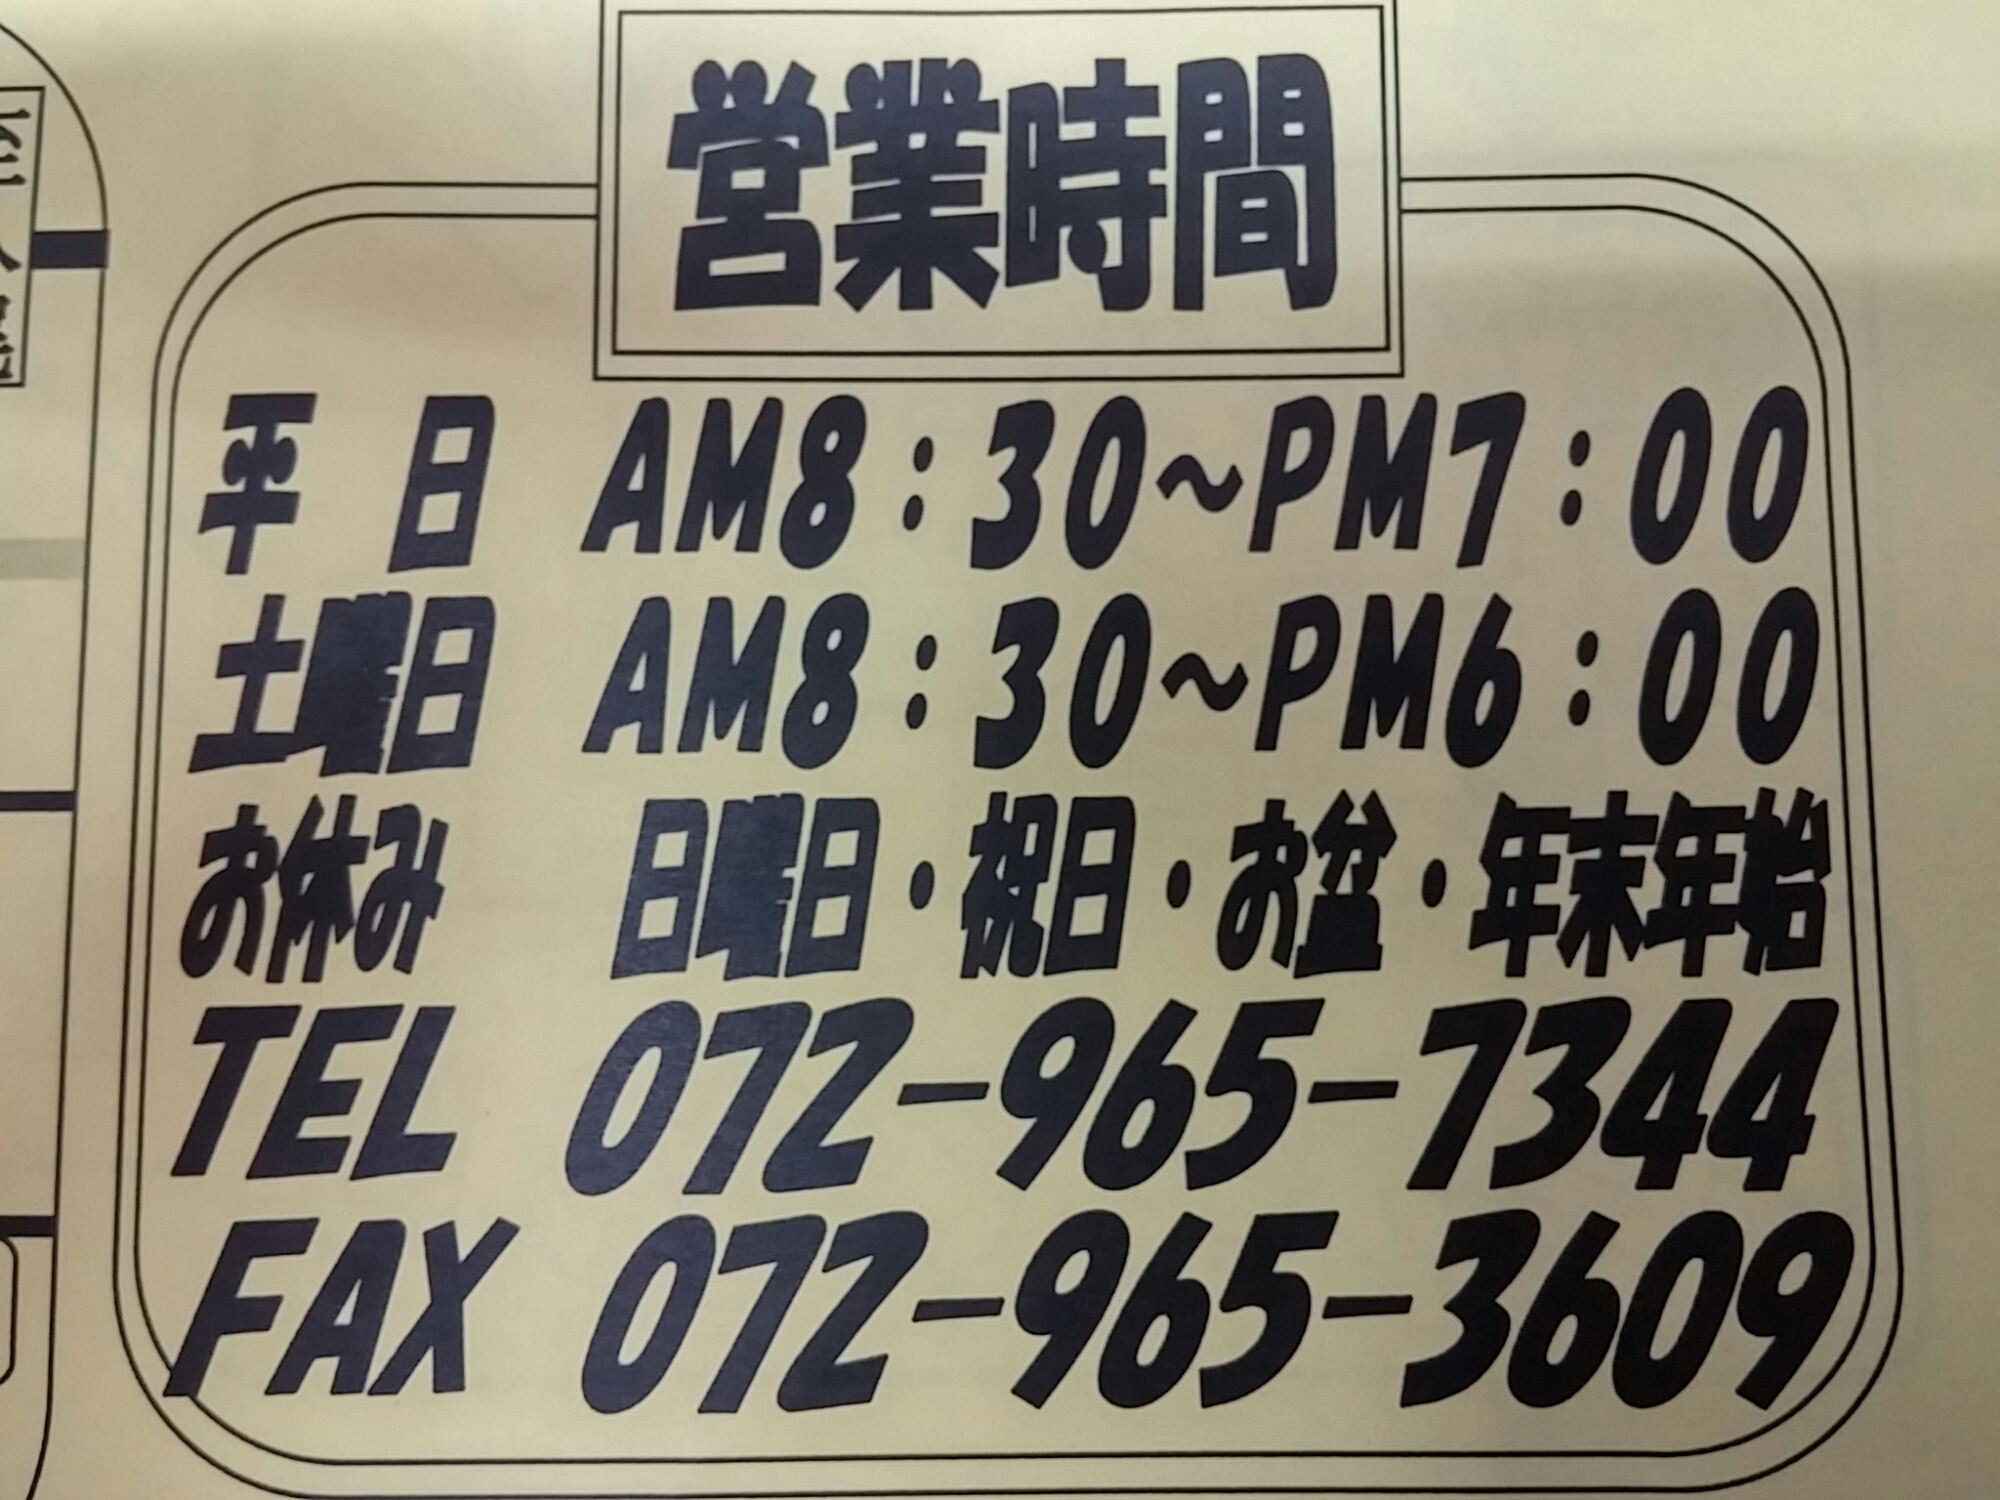 営業時間
平 日 AM8:30~PM7:00
土曜日 AM8:30~PM6:00
お休み 日曜日・祝日・お盆・年末年始
TEL 072-965-7344
FAX 072-965-3609